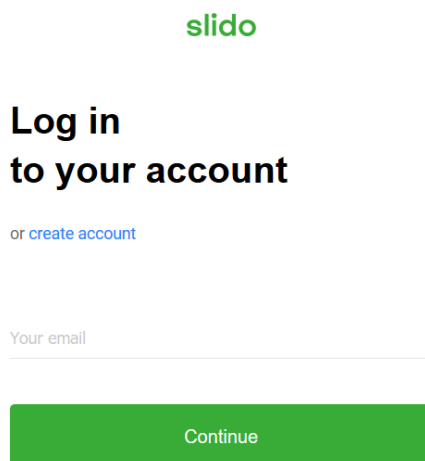 slido
Log in
to your account
or create account
Your email
Continue